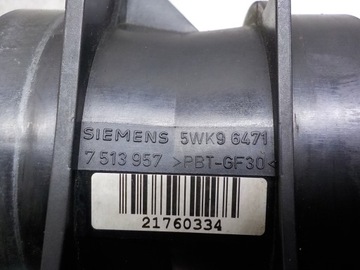 SIEMENS 5WK9 6471
7 513 957 >PBT-GF30<
21760334